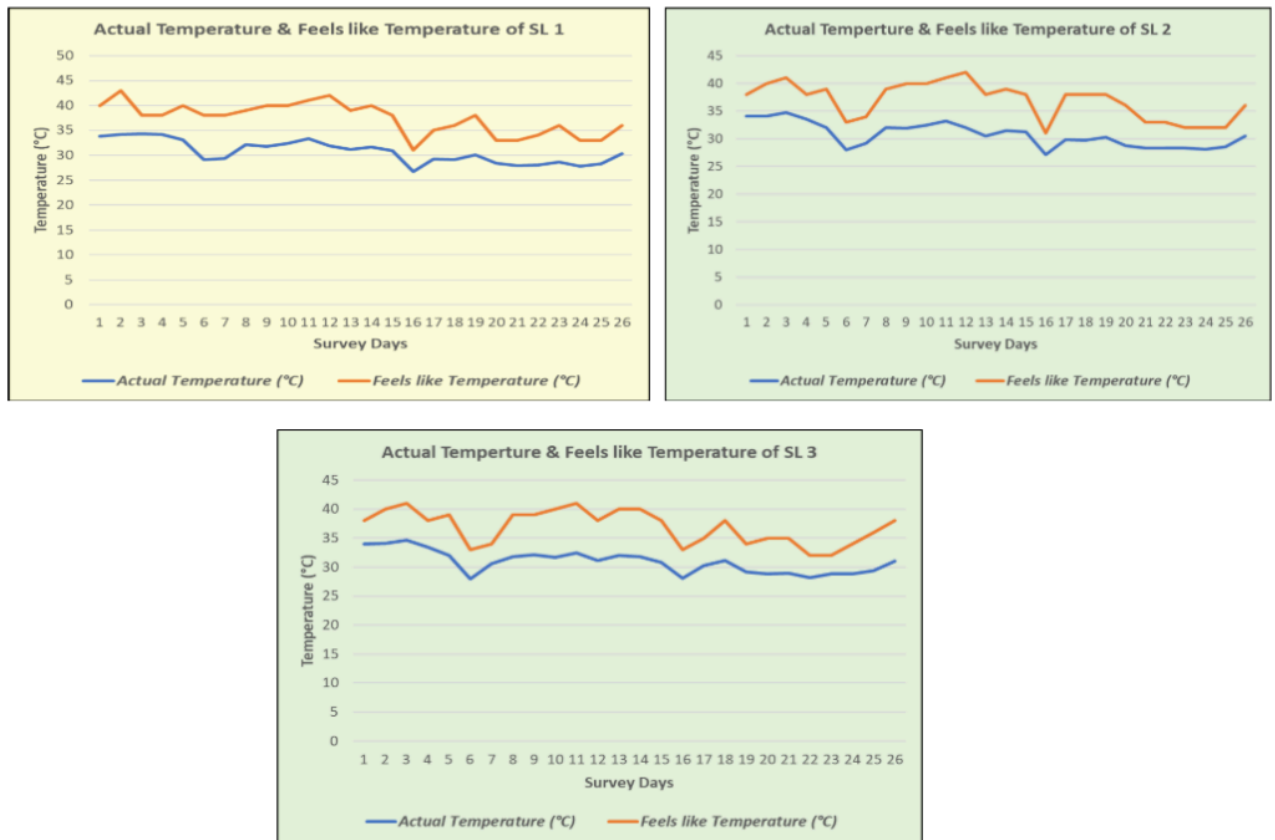 Actual Temperature & Feels like Temperature of SL 1
50
45
40
35
30
25
20
15
10
5
0
Temperature (°C)
1 2 3 4 5 6 7 8 9 10 11 12 13 14 15 16 17 18 19 20 21 22 23 24 25 26
Survey Days
Actual Temperature (°C) Feels like Temperature (°C)
Actual Temperture & Feels like Temperature of SL 2
45
40
35
30
25
20
15
10
5
0
Temperature (°C)
1 2 3 4 5 6 7 8 9 10 11 12 13 14 15 16 17 18 19 20 21 22 23 24 25 26
Survey Days
Actual Temperature (°C) Feels like Temperature (°C)
Actual Temperture & Feels like Temperature of SL 3
45
40
35
30
25
20
15
10
5
0
Temperature (°C)
1 2 3 4 5 6 7 8 9 10 11 12 13 14 15 16 17 18 19 20 21 22 23 24 25 26
Survey Days
Actual Temperature (°C) Feels like Temperature (°C)